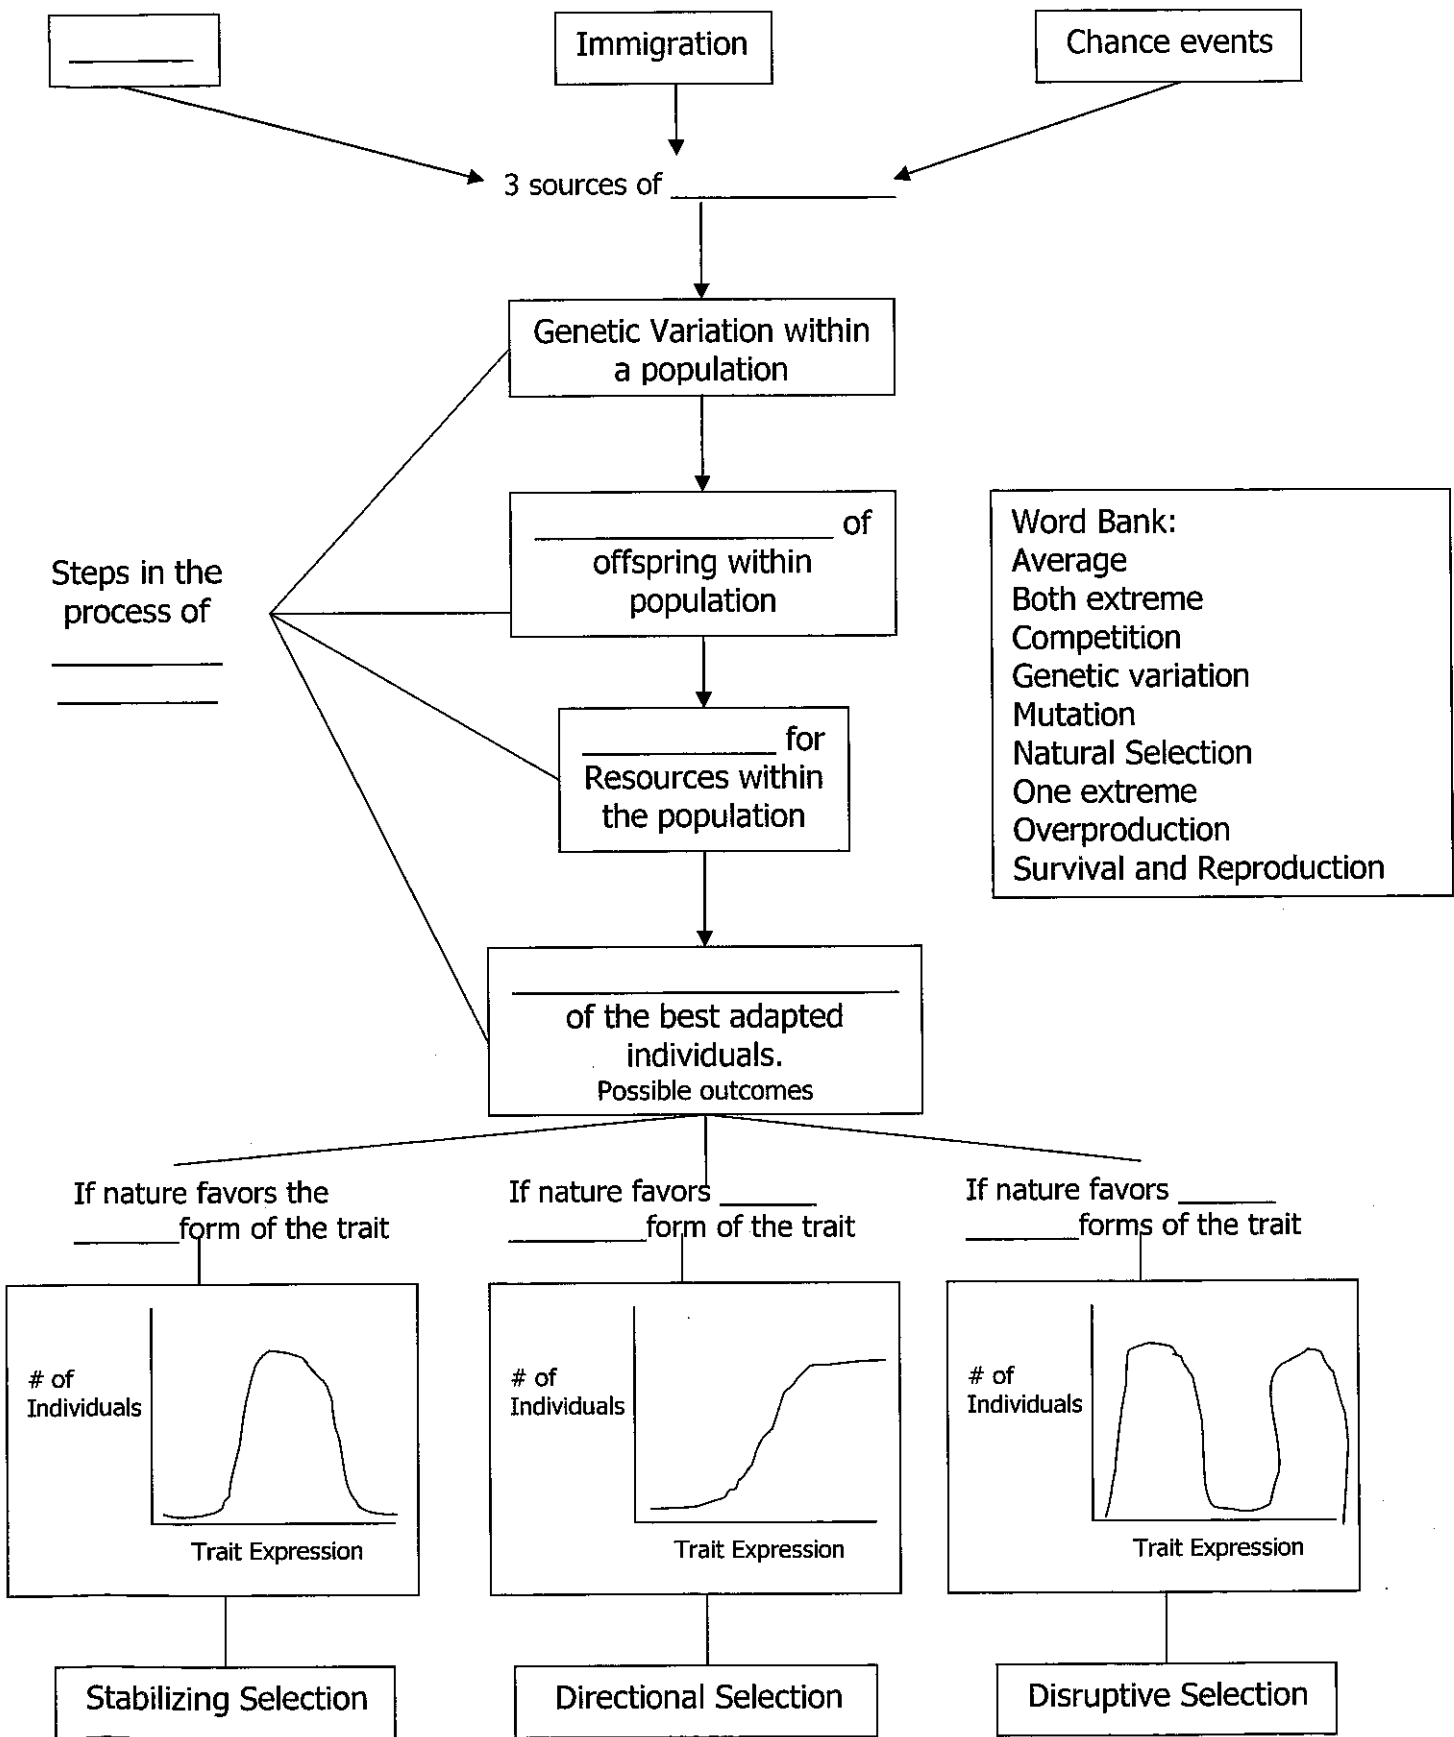 Immigration
Chance events
3 sources of
Genetic Variation within
a population
of
offspring within
population
Steps in the
process of
for
Resources within
the population
Word Bank:
Average
Both extreme
Competition
Genetic variation
Mutation
Natural Selection
One extreme
Overproduction
Survival and Reproduction
of the best adapted
individuals.
Possible outcomes
If nature favors the
form of the trait
If nature favors
form of the trait
If nature favors
forms of the trait
# of
Individuals
Trait Expression
# of
Individuals
Trait Expression
# of
Individuals
Trait Expression
Stabilizing Selection
Directional Selection
Disruptive Selection